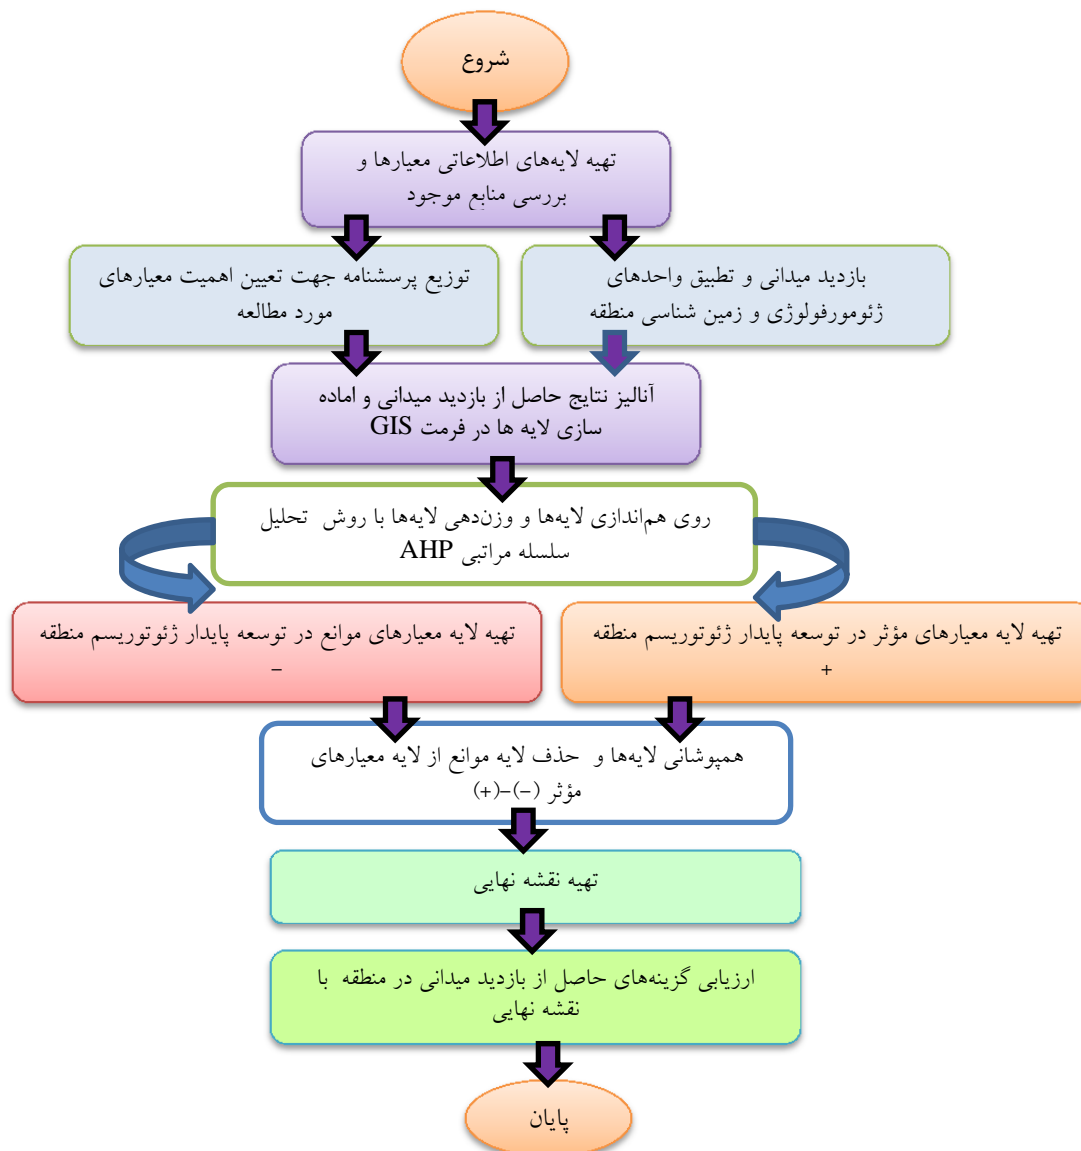 شروع
تهیه لایه‌های اطلاعاتی معیارها و
بررسی منابع موجود
بازدید میدانی و تطبیق واحدهای
ژئومورفولوژی و زمین شناسی منطقه
توزیع پرسشنامه جهت تعیین اهمیت معیارهای
مورد مطالعه
آنالیز نتایج حاصل از بازدید میدانی و اماده
سازی لایه ها در فرمت GIS
روی هم‌اندازی لایه‌ها و وزن‌دهی لایه‌ها با روش تحلیل
سلسله مراتبی AHP
تهیه لایه معیارهای مؤثر در توسعه پایدار ژئوتوریسم منطقه
+
تهیه لایه معیارهای موانع در توسعه پایدار ژئوتوریسم منطقه
–
همپوشانی لایه‌ها و حذف لایه موانع از لایه معیارهای
مؤثر (–)–(+)
تهیه نقشه نهایی
ارزیابی گزینه‌های حاصل از بازدید میدانی در منطقه با
نقشه نهایی
پایان